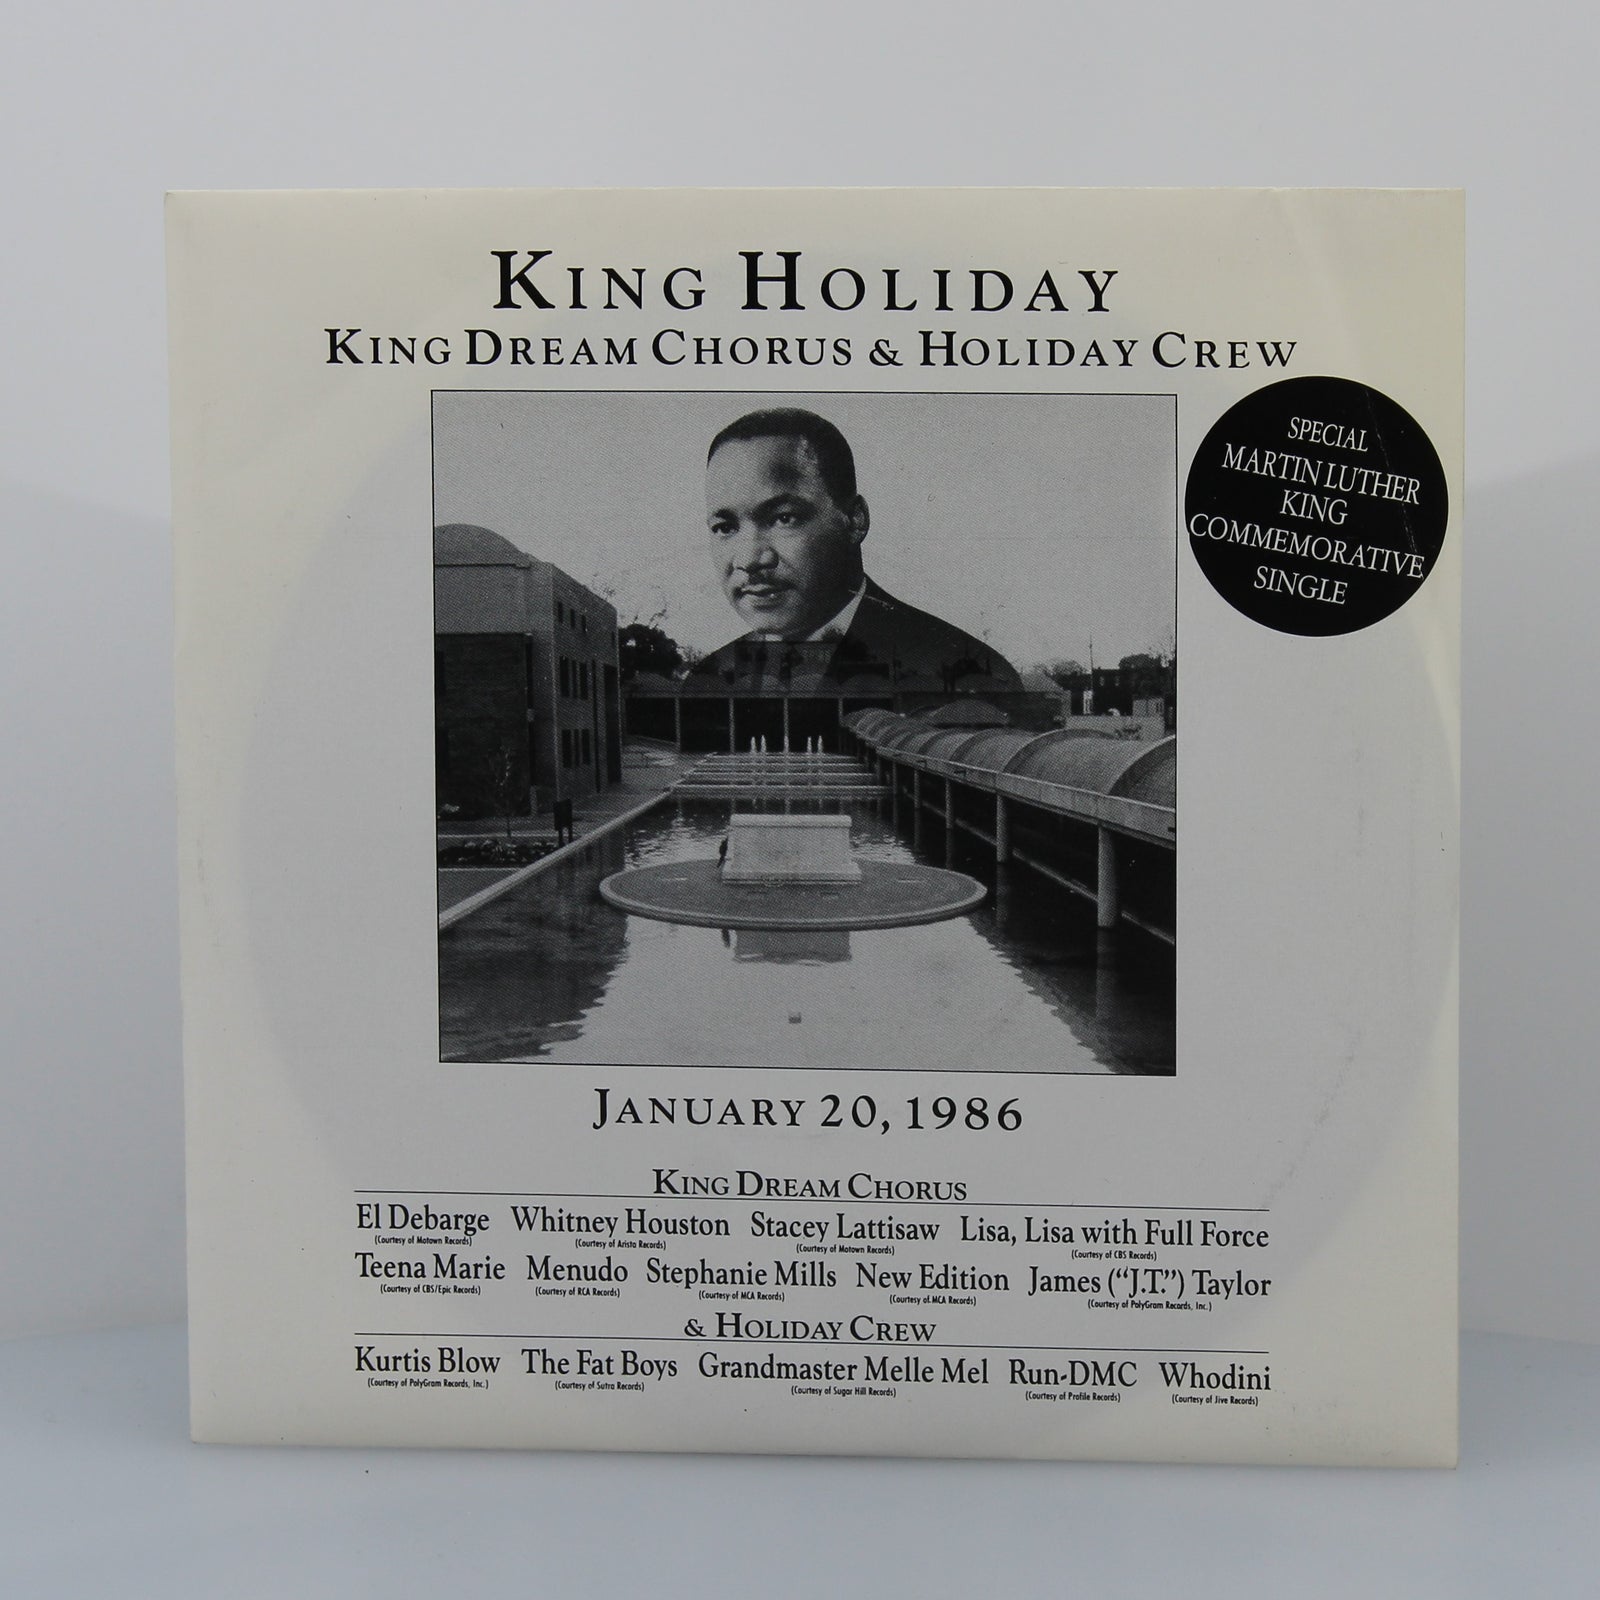 KING HOLIDAY
KING DREAM CHORUS & HOLIDAY CREW
SPECIAL
MARTIN LUTHER
KING
COMMEMORATIVE
SINGLE
JANUARY 20, 1986
KING DREAM CHORUS
El Debarge Whitney Houston Stacey Lattisaw Lisa, Lisa with Full Force
(Courtesy of Motown Records) (Courtesy of Arista Records) (Courtesy of Motown Records) (Courtesy of CBS Records)
Teena Marie Menudo Stephanie Mills New Edition James ("J.T.") Taylor
(Courtesy of CBS/Epic Records) (Courtesy of RCA Records) (Courtesy of MCA Records) (Courtesy of MCA Records) (Courtesy of PolyGram Records, Inc.)
& HOLIDAY CREW
Kurtis Blow The Fat Boys Grandmaster Melle Mel Run-DMC Whodini
(Courtesy of PolyGram Records, Inc.) (Courtesy of Sutra Records) (Courtesy of Sugar Hill Records) (Courtesy of Profile Records) (Courtesy of Jive Records)